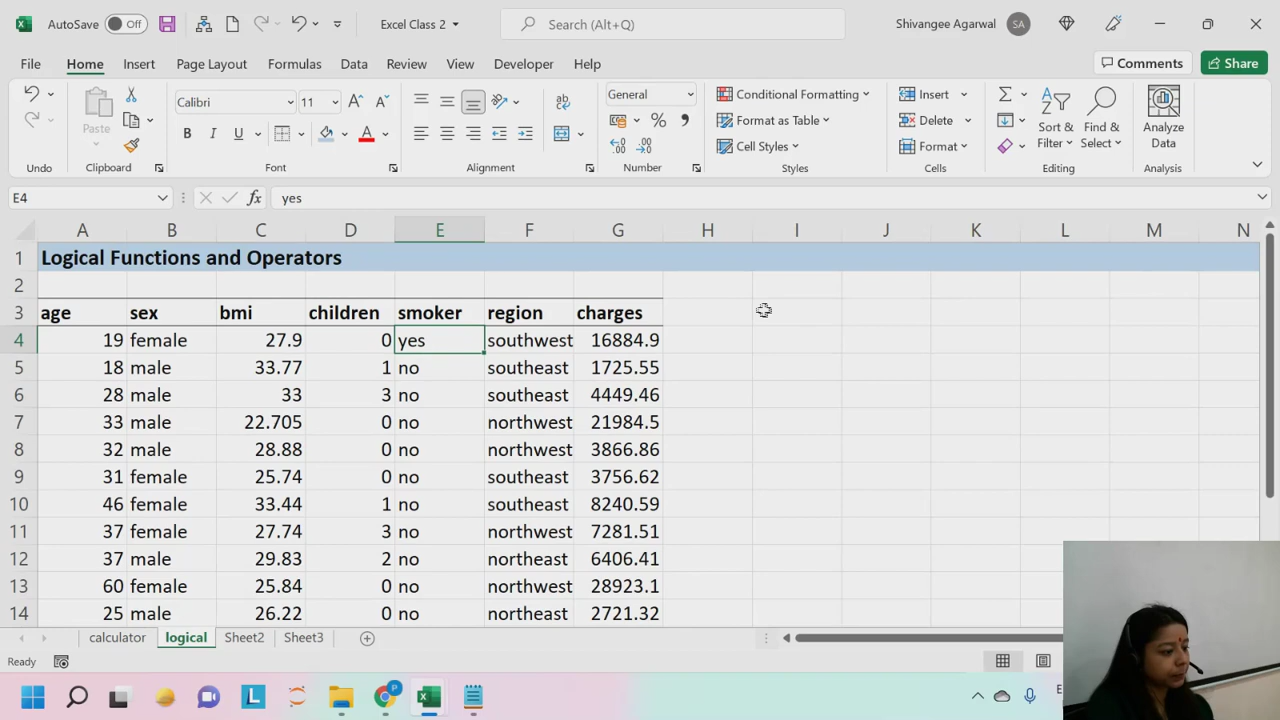 AutoSave Off Excel Class 2 Search (Alt+Q) Shivangee Agarwal SA
File Home Insert Page Layout Formulas Data Review View Developer Help Comments Share
Calibri 11 General Conditional Formatting Insert
Paste B I U Format as Table Delete Sort & Find & Analyze
Cell Styles Format Filter Select Data
Undo Clipboard Font Alignment Number Styles Cells Editing Analysis
E4 fx yes
A B C D E F G H I J K L M N
1 Logical Functions and Operators
2
3 age sex bmi children smoker region charges
4 19 female 27.9 0 yes southwest 16884.9
5 18 male 33.77 1 no southeast 1725.55
6 28 male 33 3 no southeast 4449.46
7 33 male 22.705 0 no northwest 21984.5
8 32 male 28.88 0 no northwest 3866.86
9 31 female 25.74 0 no southeast 3756.62
10 46 female 33.44 1 no southeast 8240.59
11 37 female 27.74 3 no northwest 7281.51
12 37 male 29.83 2 no northeast 6406.41
13 60 female 25.84 0 no northwest 28923.1
14 25 male 26.22 0 no northeast 2721.32
calculator logical Sheet2 Sheet3
Ready